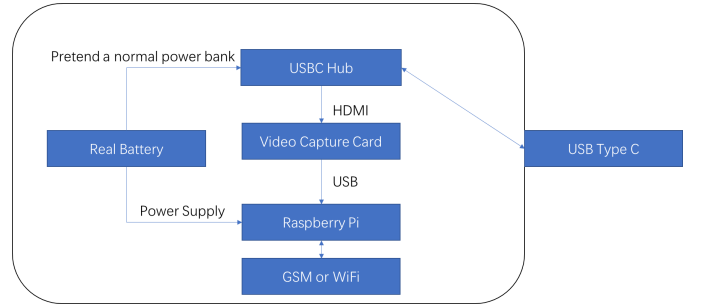 Pretend a normal power bank
USBC Hub
HDMI
Real Battery
Video Capture Card
USB Type C
USB
Power Supply
Raspberry Pi
GSM or WiFi